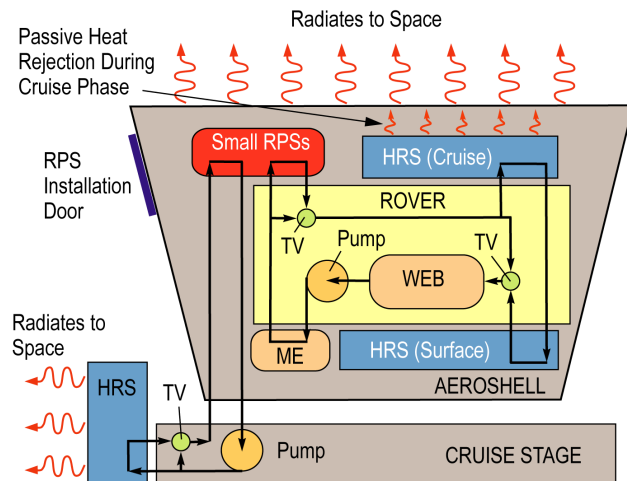 Radiates to Space
Passive Heat
Rejection During
Cruise Phase
Small RPSs
HRS (Cruise)
RPS
Installation
Door
ROVER
TV
Pump
TV
WEB
ME
HRS (Surface)
AEROSHELL
Radiates to
Space
HRS
TV
Pump
CRUISE STAGE